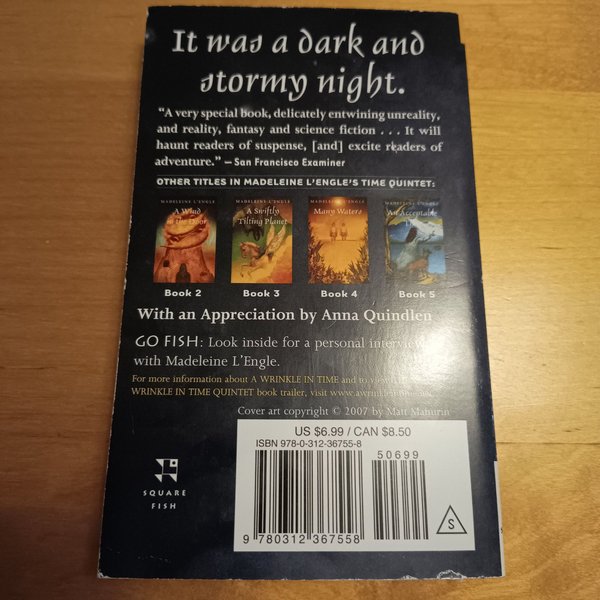 It was a dark and
stormy night.
“A very special book, delicately entwining unreality,
and reality, fantasy and science fiction . . . It will
haunt readers of suspense, [and] excite readers of
adventure.” – San Francisco Examiner
OTHER TITLES IN MADELEINE L’ENGLE’S TIME QUINTET:
MADELEINE L’ENGLE MADELEINE L’ENGLE MADELEINE L’ENGLE MADELEINE L’ENGLE
A Wind A Swiftly Many Waters An Acceptable
in the Door Tilting Planet
Book 2 Book 3 Book 4 Book 5
With an Appreciation by Anna Quindlen
GO FISH: Look inside for a personal interview
with Madeleine L’Engle.
For more information about A WRINKLE IN TIME and to view
WRINKLE IN TIME QUINTET book trailer, visit
Cover art copyright © 2007 by Matt Mahurin
US $6.99 / CAN $8.50
ISBN 978-0-312-36755-8
50699
9 780312 367558
S
SQUARE
FISH